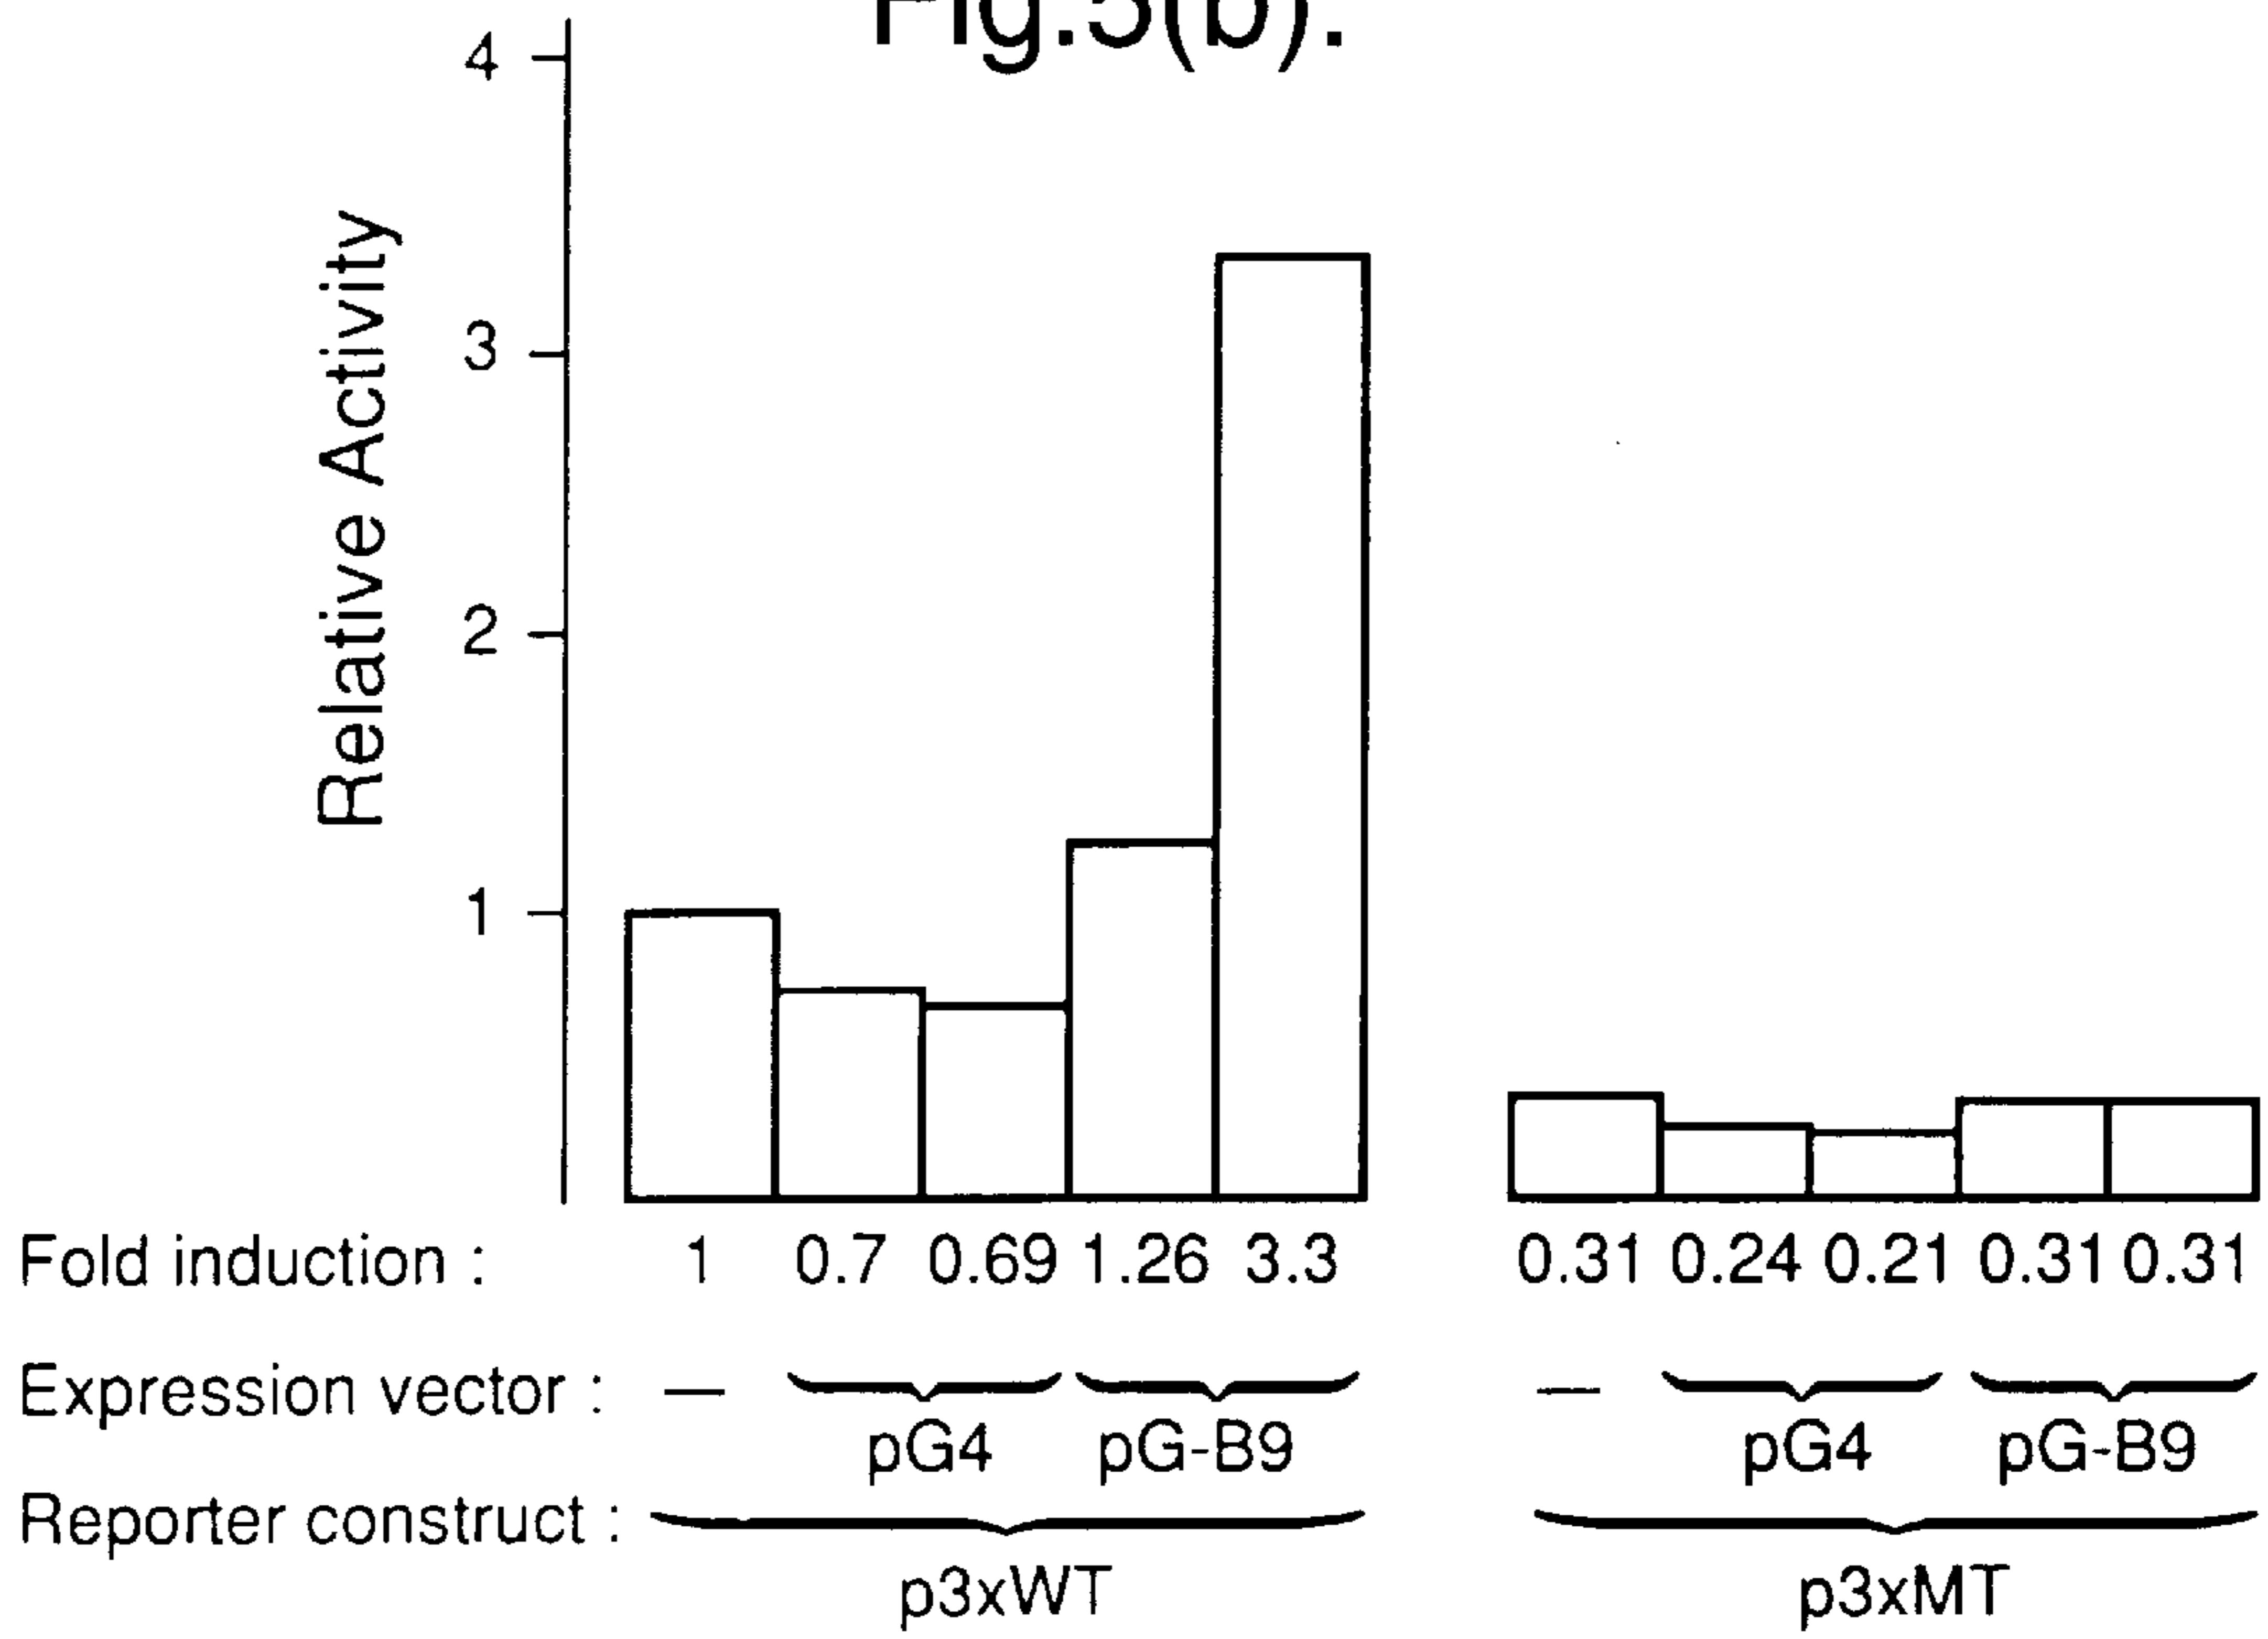 Fig.5(b).
4
3
2
1
Relative Activity
Fold induction : 1 0.7 0.69 1.26 3.3 0.31 0.24 0.21 0.31 0.31
Expression vector : — pG4 pG-B9 — pG4 pG-B9
Reporter construct : p3xWT p3xMT